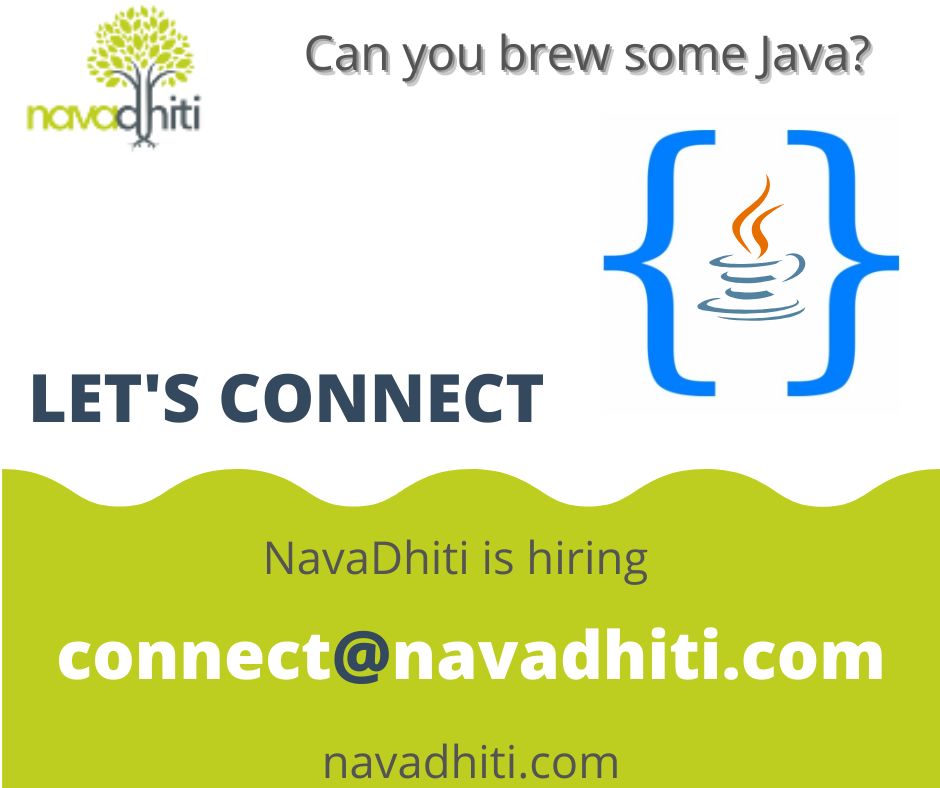 navadhiti
Can you brew some Java?
{ }
LET'S CONNECT
NavaDhiti is hiring
connect@navadhiti.com
navadhiti.com